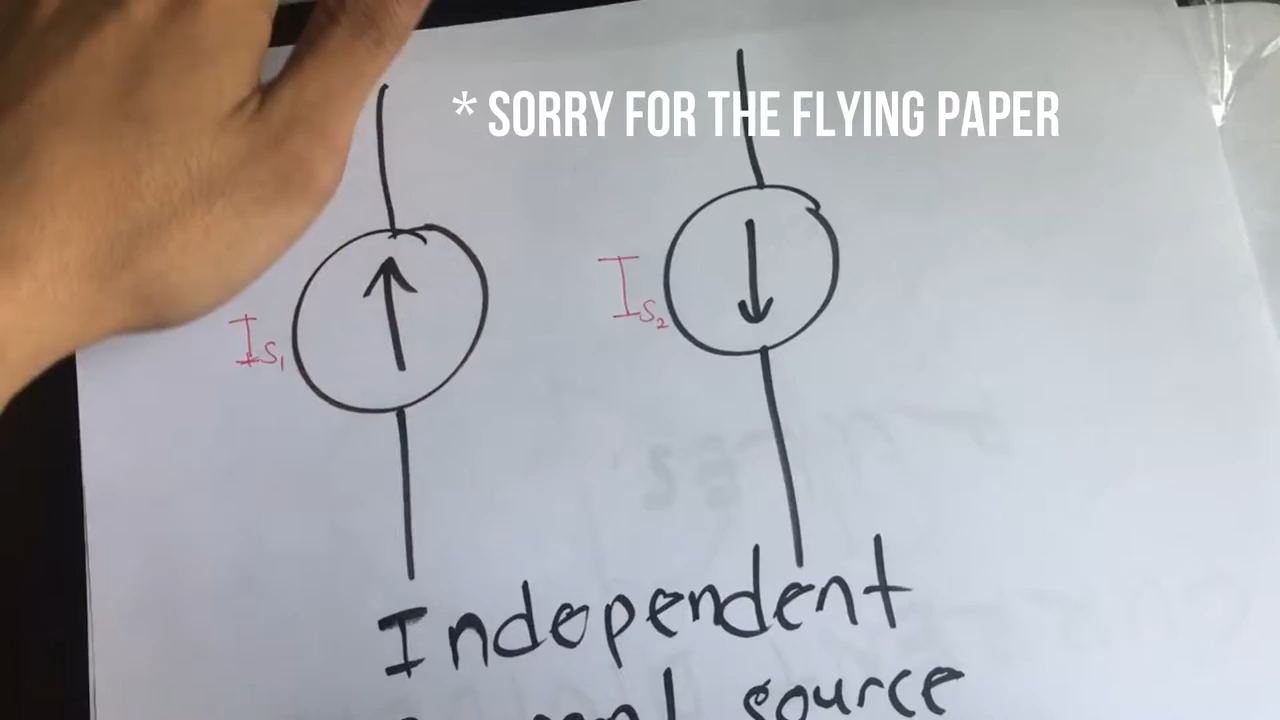 * SORRY FOR THE FLYING PAPER
Is₁
Is₂
Independent
source